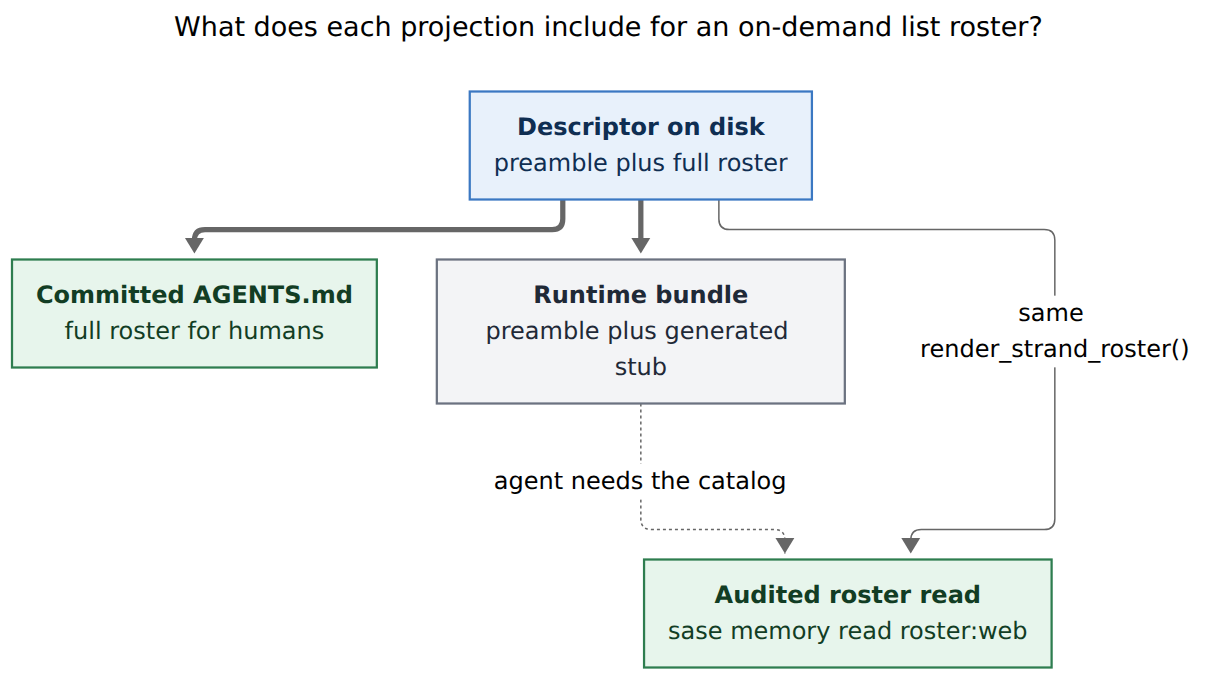 What does each projection include for an on-demand list roster?
Descriptor on disk
preamble plus full roster
Committed AGENTS.md
full roster for humans
Runtime bundle
preamble plus generated
stub
same
render_strand_roster()
agent needs the catalog
Audited roster read
sase memory read roster:web